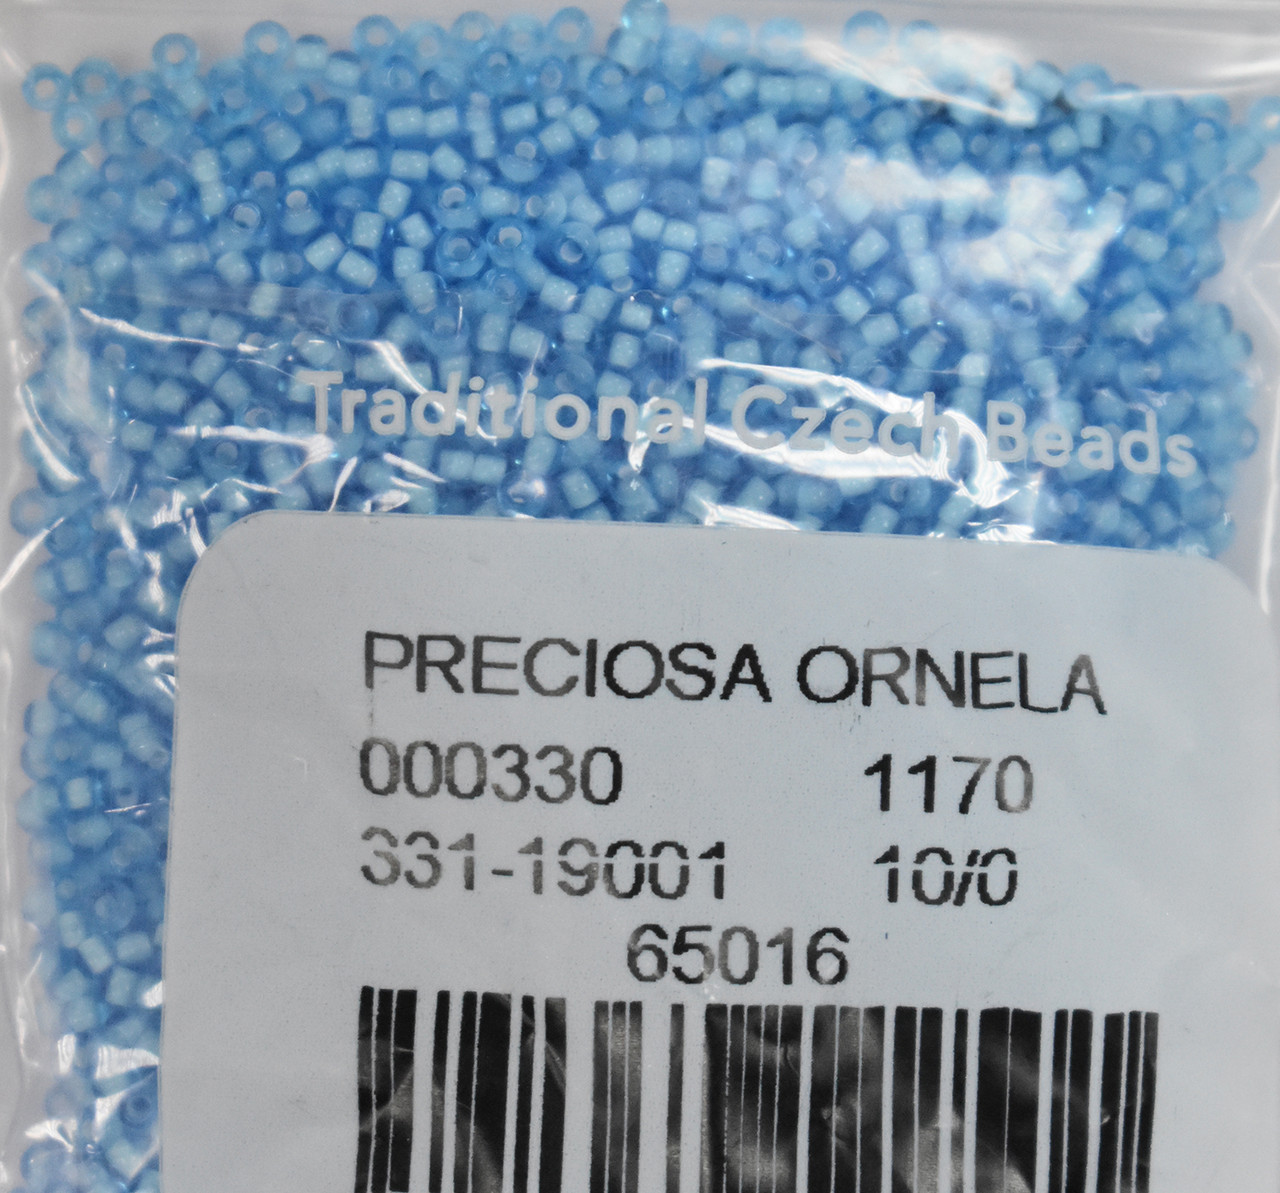 Traditional Czech Beads
PRECIOSA ORNELA
000330 1170
331-19001 10/0
65016